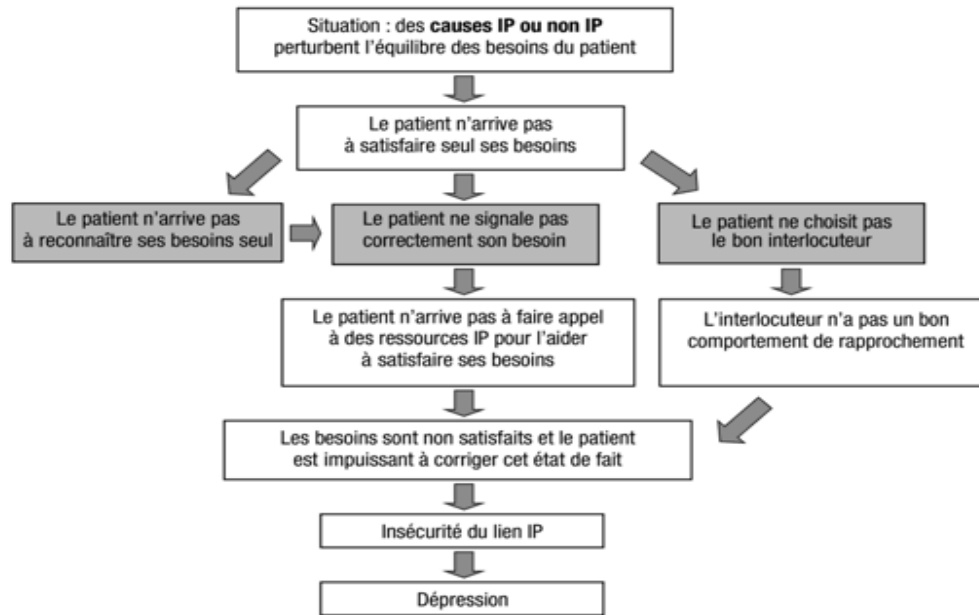 Situation : des causes IP ou non IP
perturbent l'équilibre des besoins du patient
Le patient n'arrive pas
à satisfaire seul ses besoins
Le patient n'arrive pas
à reconnaître ses besoins seul
Le patient ne signale pas
correctement son besoin
Le patient ne choisit pas
le bon interlocuteur
Le patient n'arrive pas à faire appel
à des ressources IP pour l'aider
à satisfaire ses besoins
L'interlocuteur n'a pas un bon
comportement de rapprochement
Les besoins sont non satisfaits et le patient
est impuissant à corriger cet état de fait
Insécurité du lien IP
Dépression